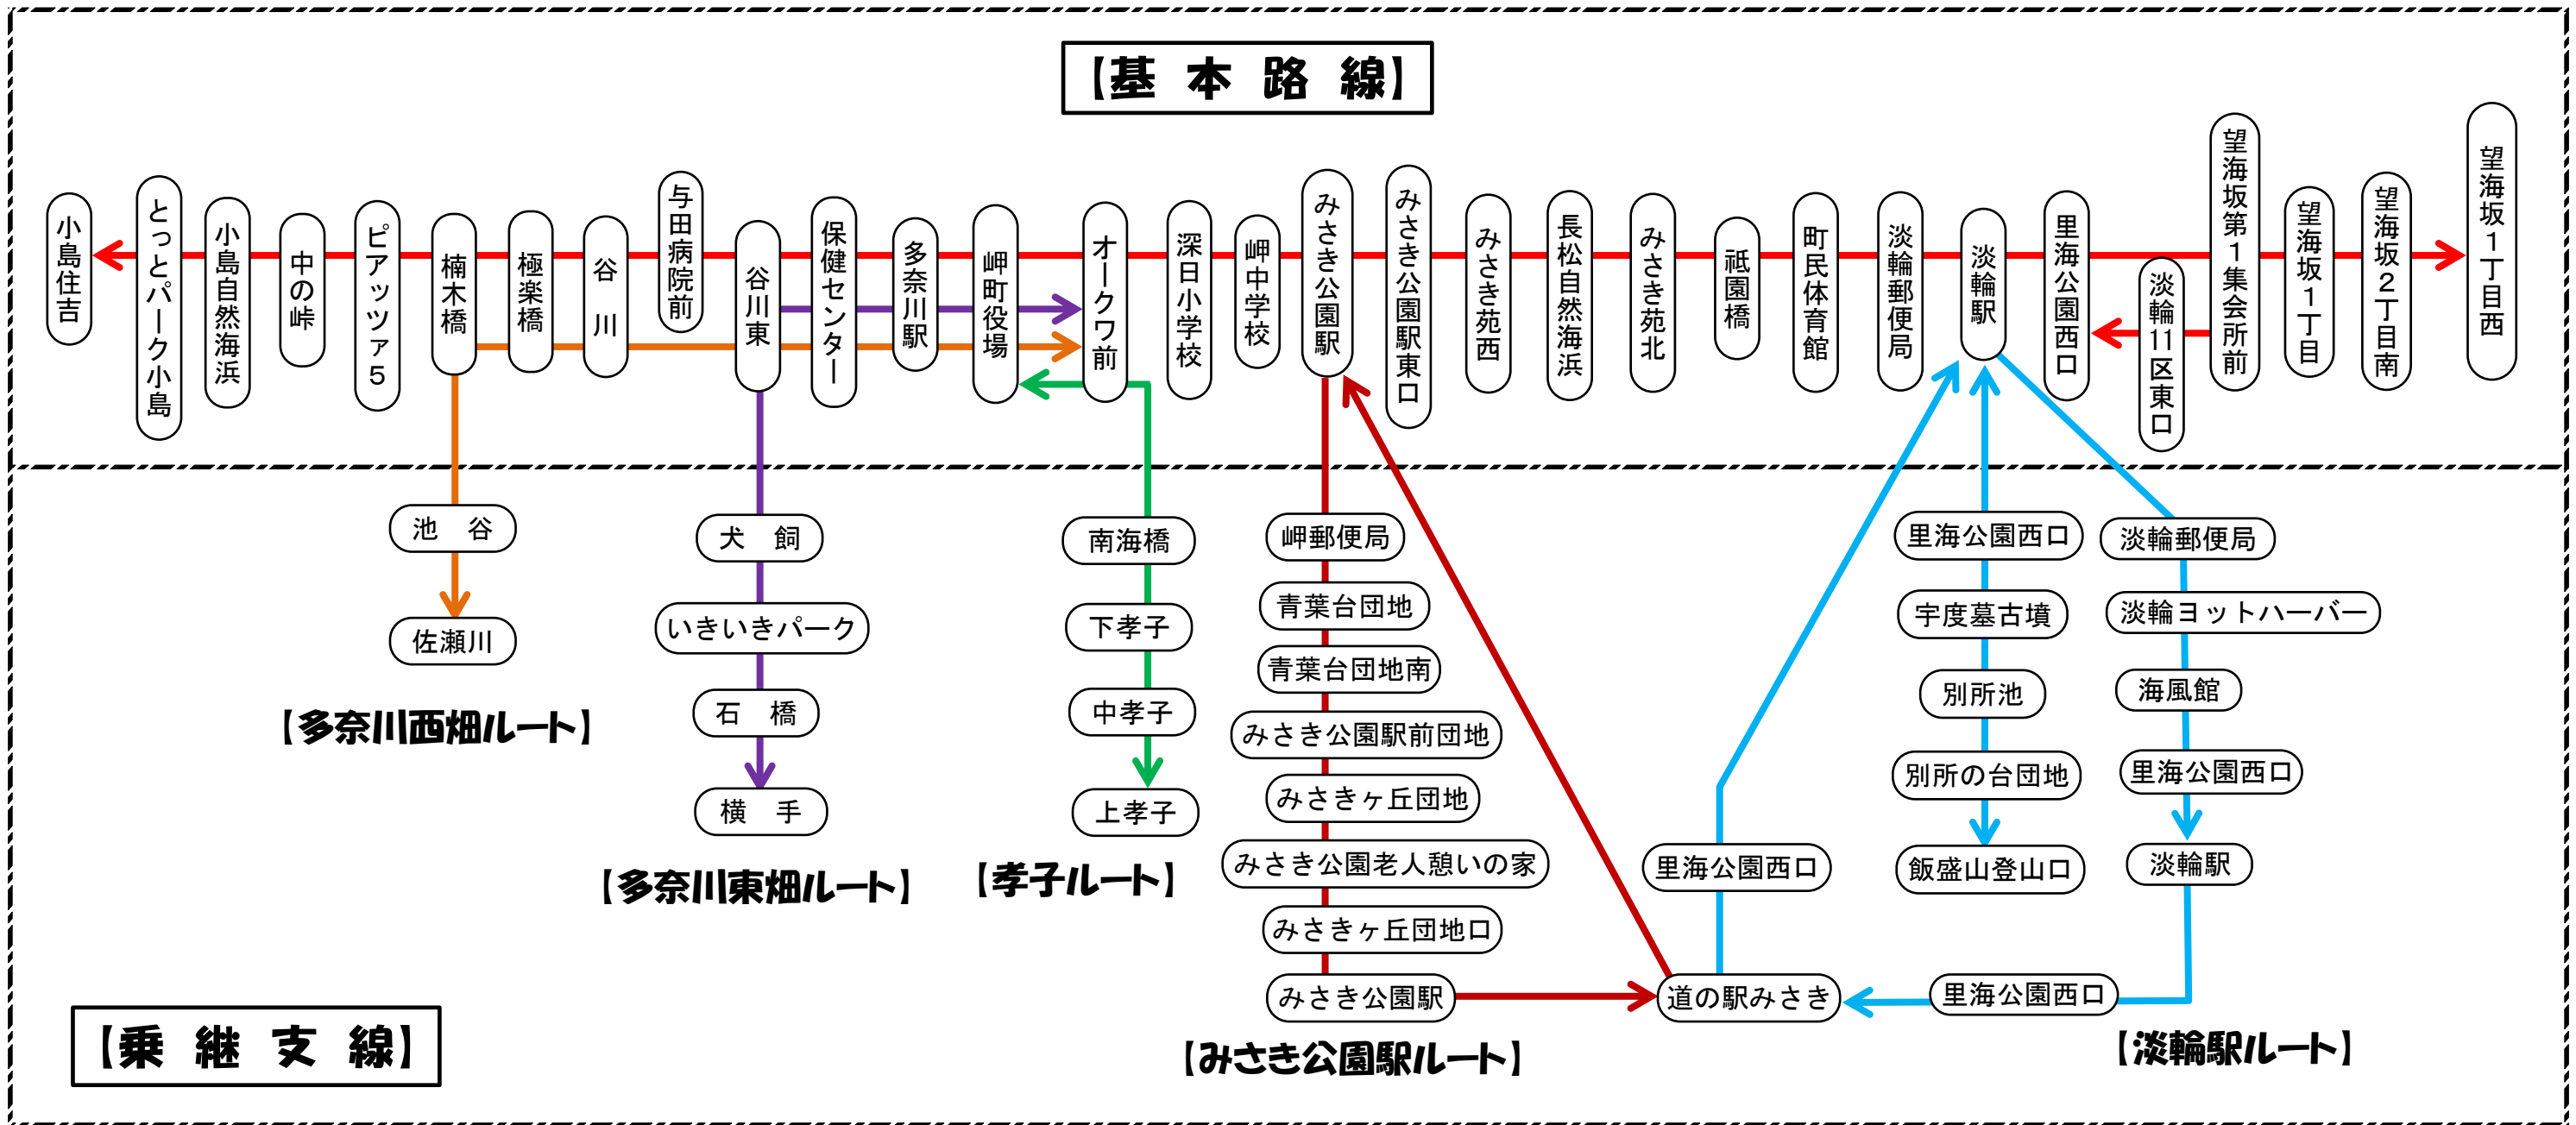 【基本路線】
小島住吉
とっとパーク小島
小島自然海浜
中の峠
ピアッツァ5
楠木橋
極楽橋
谷川
与田病院前
谷川東
保健センター
多奈川駅
岬町役場
オークワ前
深日小学校
岬中学校
みさき公園駅
みさき公園駅東口
みさき苑西
長松自然海浜
みさき苑北
祇園橋
町民体育館
淡輪郵便局
淡輪駅
里海公園西口
淡輪11区東口
望海坂第1集会所前
望海坂1丁目
望海坂2丁目南
望海坂1丁目西
池谷
佐瀬川
【多奈川西畑ルート】
犬飼
いきいきパーク
石橋
横手
【多奈川東畑ルート】
南海橋
下孝子
中孝子
上孝子
【孝子ルート】
岬郵便局
青葉台団地
青葉台団地南
みさき公園駅前団地
みさきヶ丘団地
みさき公園老人憩いの家
みさきヶ丘団地口
みさき公園駅
【みさき公園駅ルート】
道の駅みさき
里海公園西口
里海公園西口
宇度墓古墳
別所池
別所の台団地
飯盛山登山口
淡輪郵便局
淡輪ヨットハーバー
海風館
里海公園西口
淡輪駅
里海公園西口
【淡輪駅ルート】
【乗継支線】